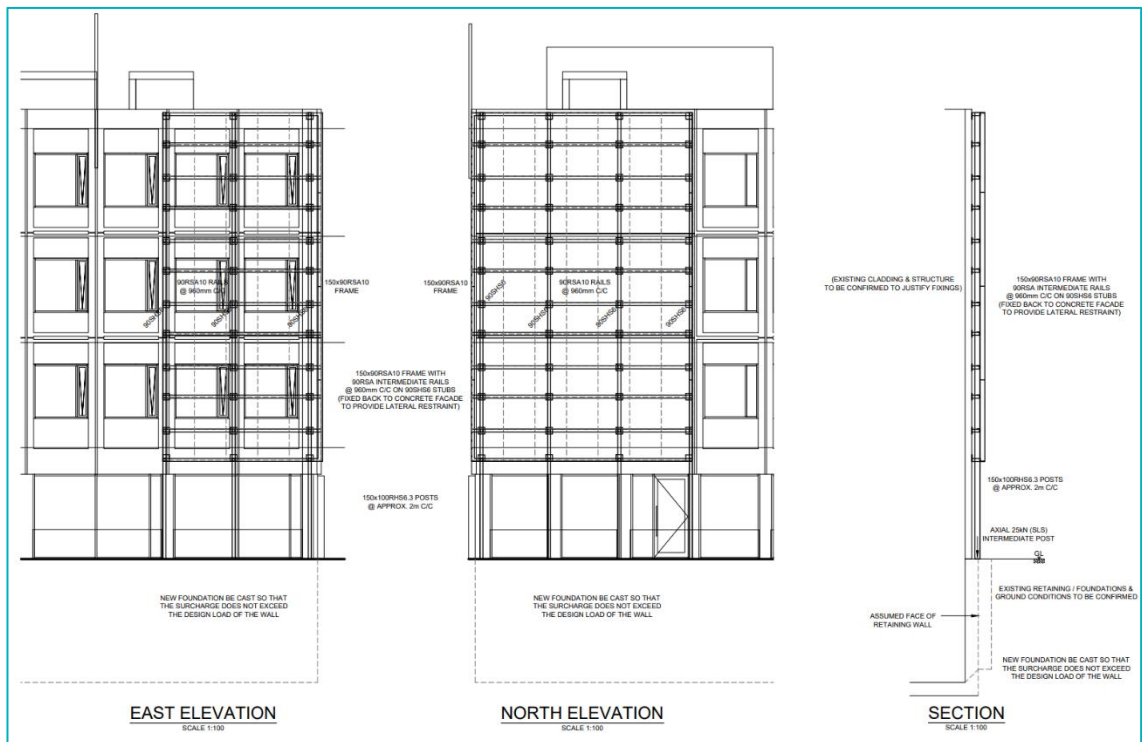 90RSA10 RAILS
@ 960mm C/C
90SHS6
90SHS6
90SHS6
150x90RSA10
FRAME
150x90RSA10 FRAME WITH
90RSA INTERMEDIATE RAILS
@ 960mm C/C ON 90SHS6 STUBS
(FIXED BACK TO CONCRETE FACADE
TO PROVIDE LATERAL RESTRAINT)
NEW FOUNDATION BE CAST SO THAT
THE SURCHARGE DOES NOT EXCEED
THE DESIGN LOAD OF THE WALL
EAST ELEVATION
SCALE 1:100
150x90RSA10
FRAME
90SHS6
90RSA10 RAILS
@ 960mm C/C
90SHS6
90SHS6
90SHS6
150x100RHS6.3 POSTS
@ APPROX. 2m C/C
NEW FOUNDATION BE CAST SO THAT
THE SURCHARGE DOES NOT EXCEED
THE DESIGN LOAD OF THE WALL
NORTH ELEVATION
SCALE 1:100
(EXISTING CLADDING & STRUCTURE
TO BE CONFIRMED TO JUSTIFY FIXINGS)
150x90RSA10 FRAME WITH
90RSA INTERMEDIATE RAILS
@ 960mm C/C ON 90SHS6 STUBS
(FIXED BACK TO CONCRETE FACADE
TO PROVIDE LATERAL RESTRAINT)
150x100RHS6.3 POSTS
@ APPROX. 2m C/C
AXIAL 25kN (SLS)
INTERMEDIATE POST
GL
EXISTING RETAINING / FOUNDATIONS &
GROUND CONDITIONS TO BE CONFIRMED
ASSUMED FACE OF
RETAINING WALL
NEW FOUNDATION BE CAST SO THAT
THE SURCHARGE DOES NOT EXCEED
THE DESIGN LOAD OF THE WALL
SECTION
SCALE 1:100